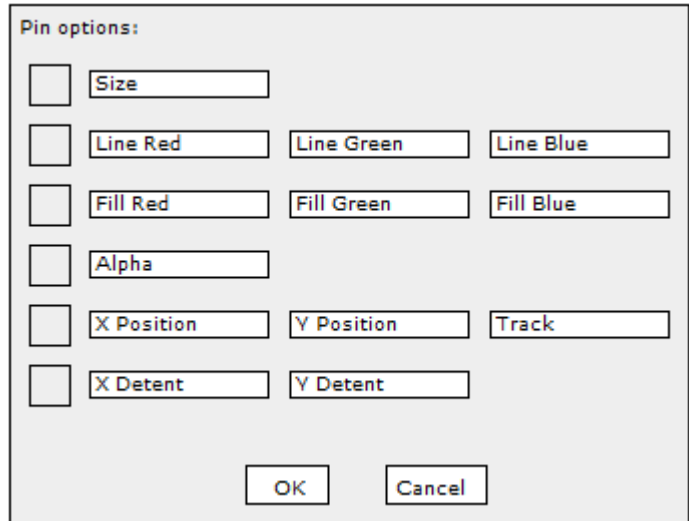 Pin options:
Size
Line Red Line Green Line Blue
Fill Red Fill Green Fill Blue
Alpha
X Position Y Position Track
X Detent Y Detent
OK Cancel